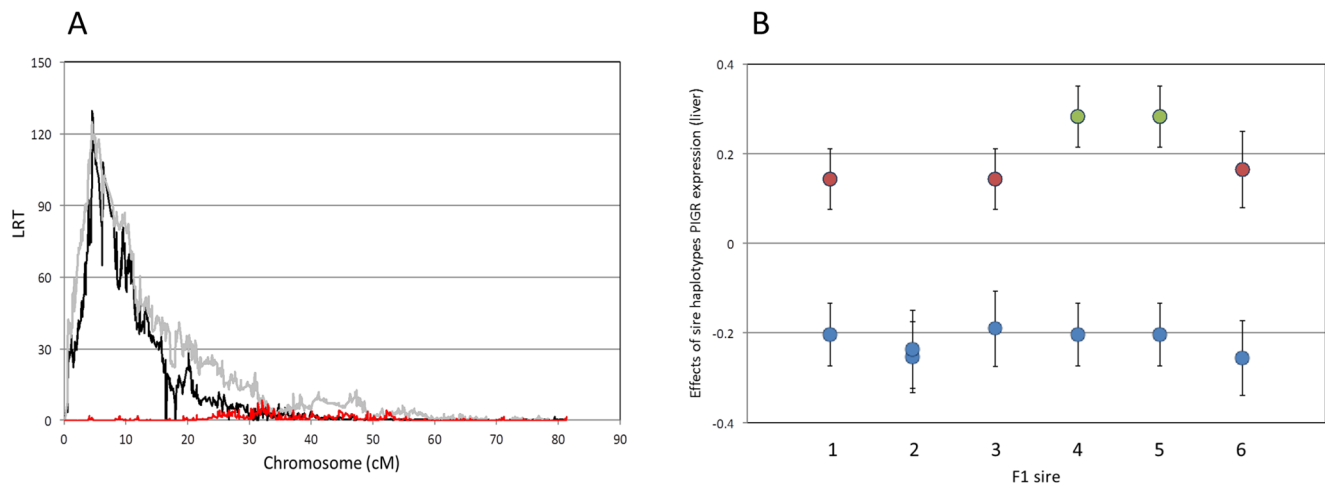 A
150
120
90
60
30
0
LRT
0 10 20 30 40 50 60 70 80 90
Chromosome (cM)
B
0.4
0.2
0
-0.2
-0.4
Effects of sire haplotypes PIGR expression (liver)
1 2 3 4 5 6
F1 sire